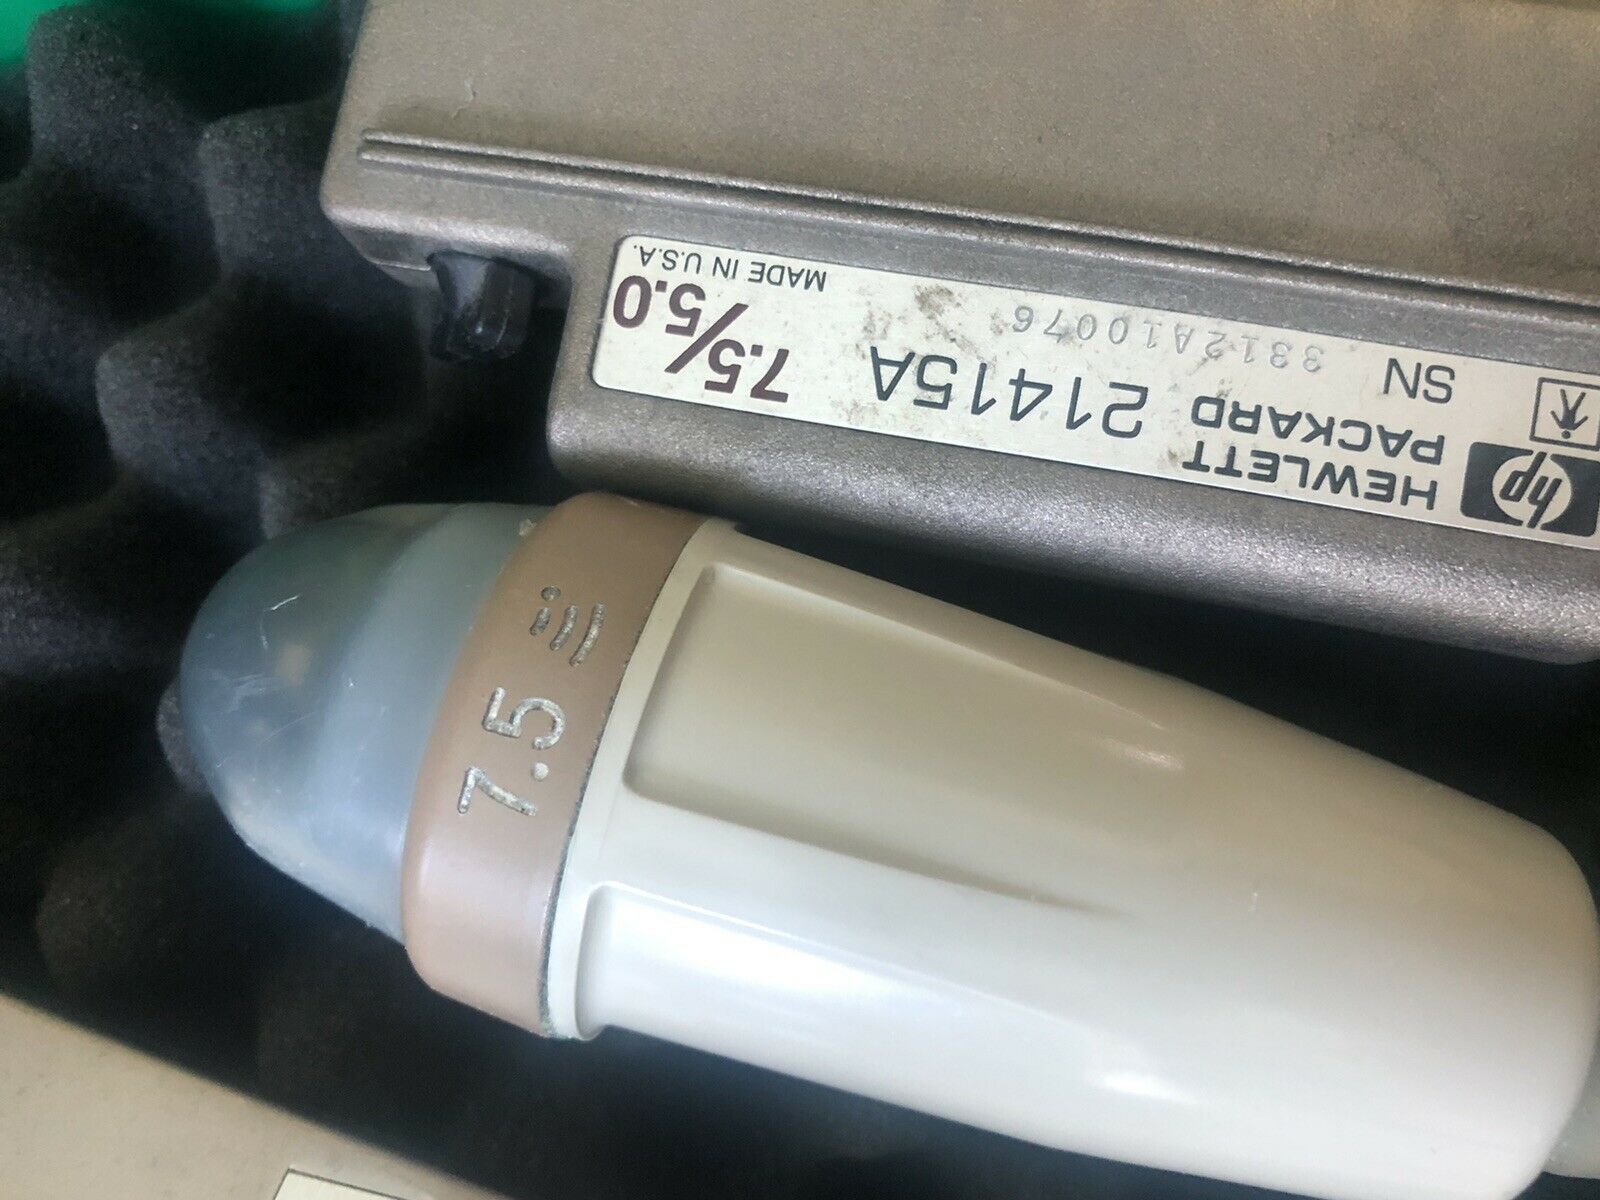 hp
HEWLETT
PACKARD
21415A
7.5/5.0
SN 3312A10076
MADE IN U.S.A.
7.5